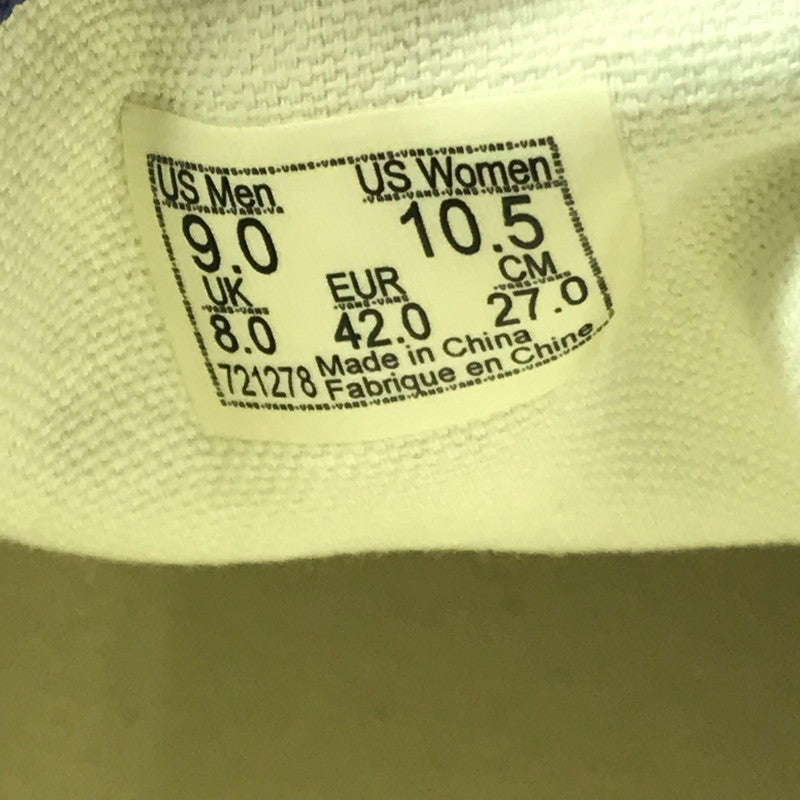 US Men US Women
9.0 10.5
UK EUR CM
8.0 42.0 27.0
721278 Made in China
Fabrique en Chine